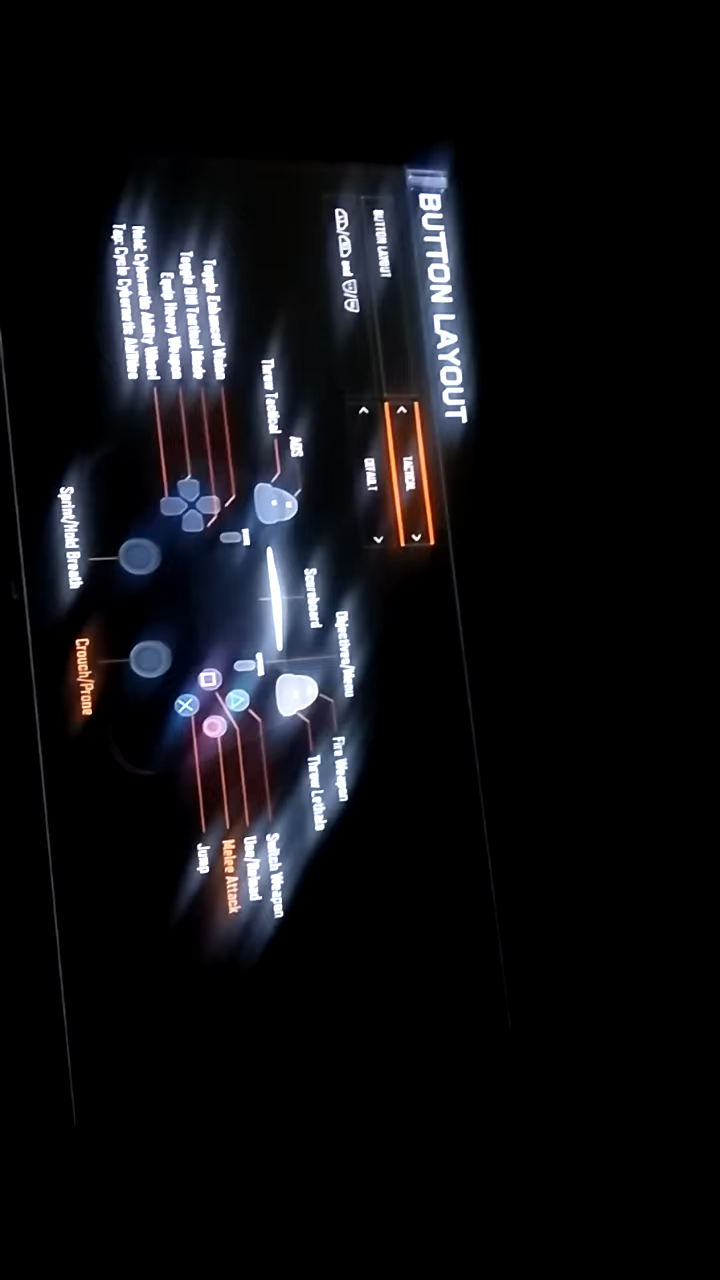 BUTTON LAYOUT
BUTTON LAYOUT
TACTICAL
and
DEFAULT
Objectives/Menu
Scoreboard
ADS
Fire Weapon
Throw Tactical
Throw Lethals
Toggle Enhanced Vision
Switch Weapon
Toggle DNI Tactical Mode
Use/Reload
Equip Heavy Weapon
Melee Attack
Hold: Cybernetic Ability Wheel
Tap: Cycle Cybernetic Abilities
Jump
Sprint/Hold Breath
Crouch/Prone